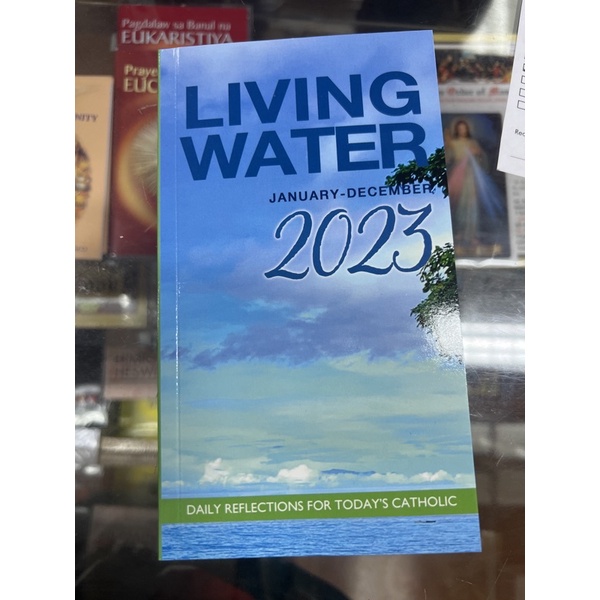 Pagdalaw sa Banal na
EUKARISTIYA
LIVING
WATER
JANUARY-DECEMBER
2023
DAILY REFLECTIONS FOR TODAY'S CATHOLIC